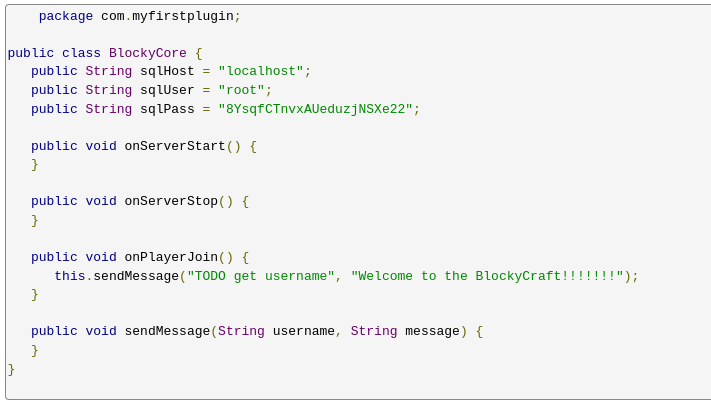 package com.myfirstplugin;
public class BlockyCore {
public String sqlHost = "localhost";
public String sqlUser = "root";
public String sqlPass = "8YsqfCTnvxAUeduzjNSXe22";
public void onServerStart() {
}
public void onServerStop() {
}
public void onPlayerJoin() {
this.sendMessage("TODO get username", "Welcome to the BlockyCraft!!!!!!!");
}
public void sendMessage(String username, String message) {
}
}